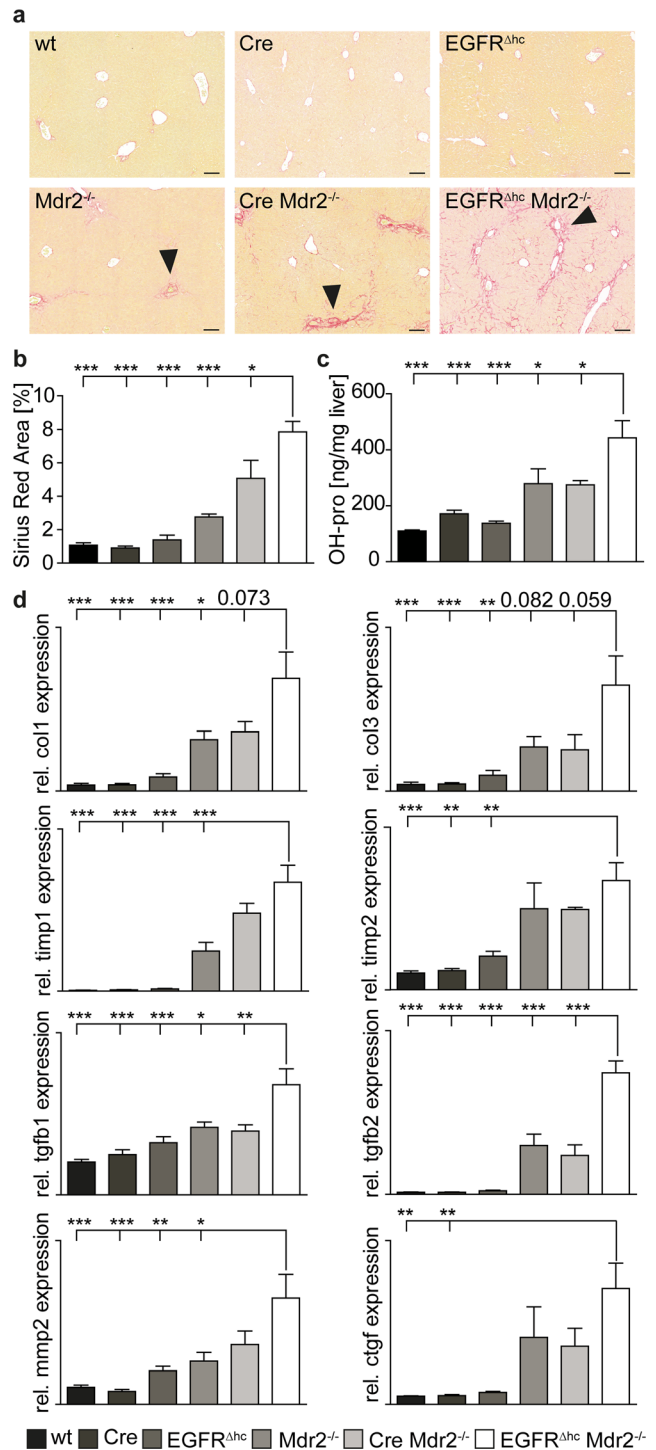 a
wt
Cre
EGFRΔhc
Mdr2-/-
Cre Mdr2-/-
EGFRΔhc Mdr2-/-
b
*** *** *** *** *
Sirius Red Area [%]
10
8
6
4
2
0
c
*** *** *** * *
OH-pro [ng/mg liver]
600
400
200
0
d
*** *** *** * 0.073
rel. col1 expression
*** *** ** 0.082 0.059
rel. col3 expression
*** *** *** ***
rel. timp1 expression
*** ** **
rel. timp2 expression
*** *** *** * **
rel. tgfb1 expression
*** *** *** *** ***
rel. tgfb2 expression
*** *** ** *
rel. mmp2 expression
** **
rel. ctgf expression
wt Cre EGFRΔhc Mdr2-/- Cre Mdr2-/- EGFRΔhc Mdr2-/-